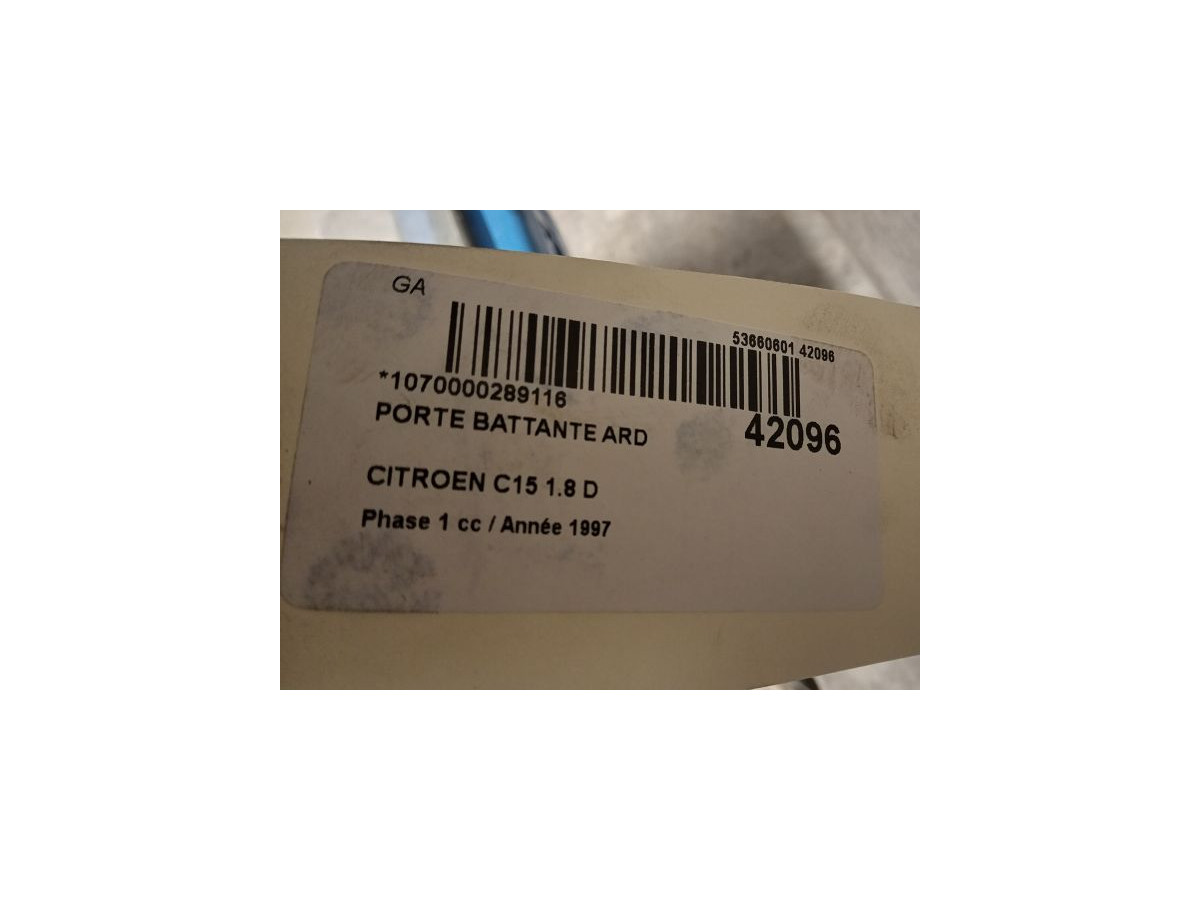 GA
53660601 42096
*1070000289116
PORTE BATTANTE ARD
42096
CITROEN C15 1.8 D
Phase 1 cc / Année 1997